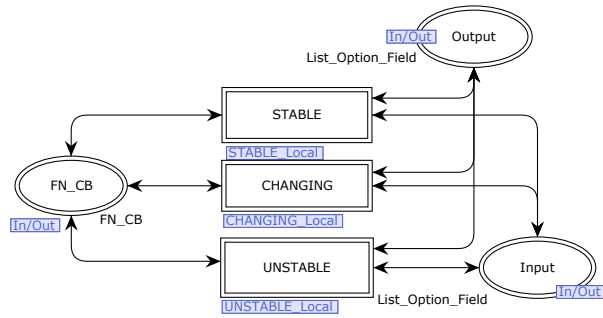 In/Out
Output
List_Option_Field
STABLE
STABLE_Local
FN_CB
CHANGING
In/Out
FN_CB
CHANGING_Local
UNSTABLE
Input
In/Out
UNSTABLE_Local
List_Option_Field